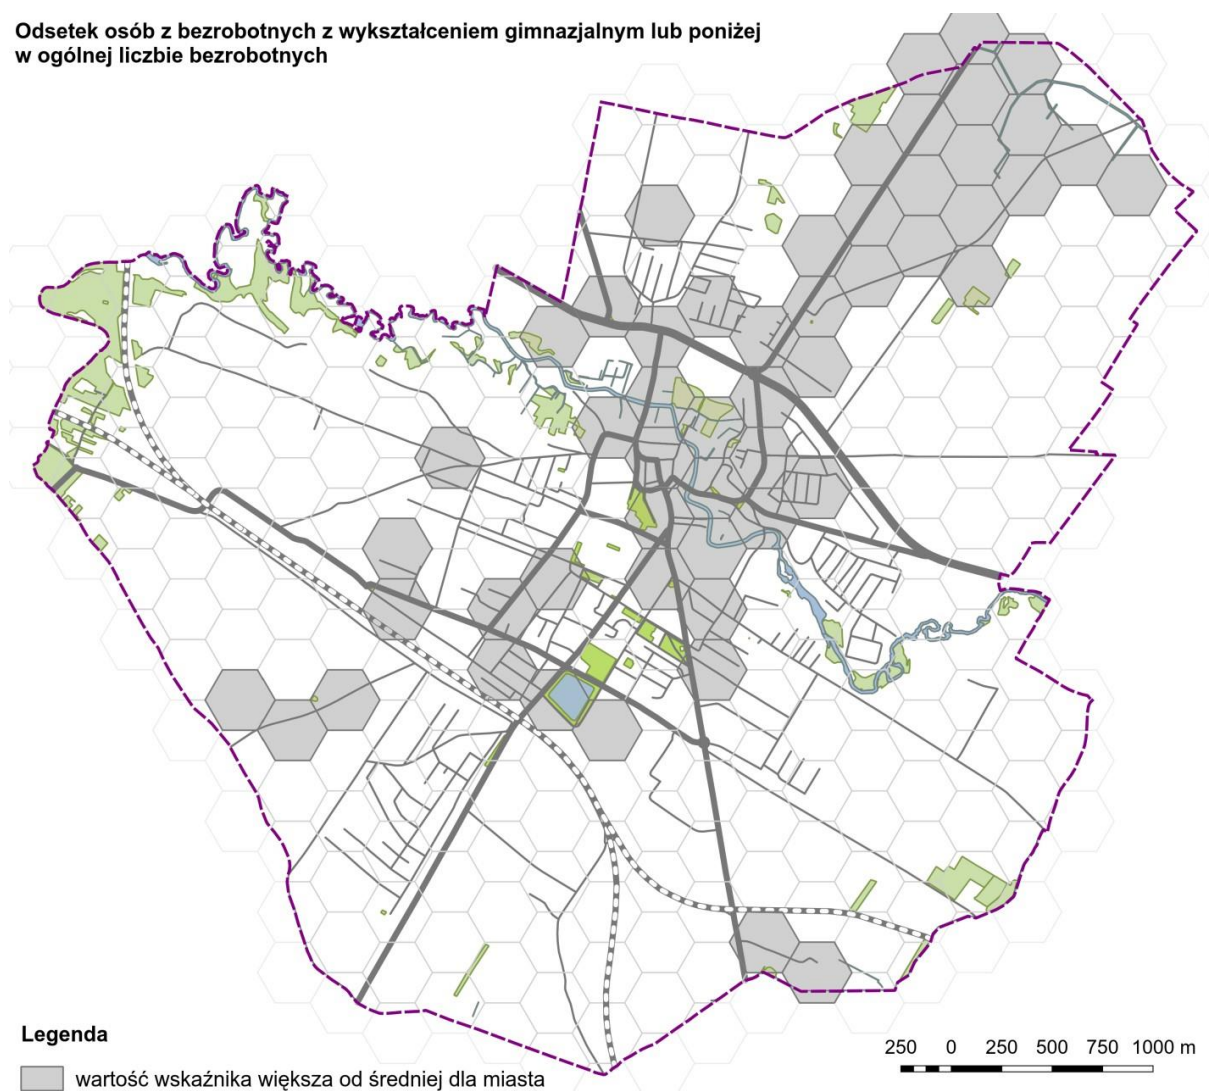 Odsetek osób z bezrobotnych z wykształceniem gimnazjalnym lub poniżej
w ogólnej liczbie bezrobotnych
Legenda
wartość wskaźnika większa od średniej dla miasta
250 0 250 500 750 1000 m